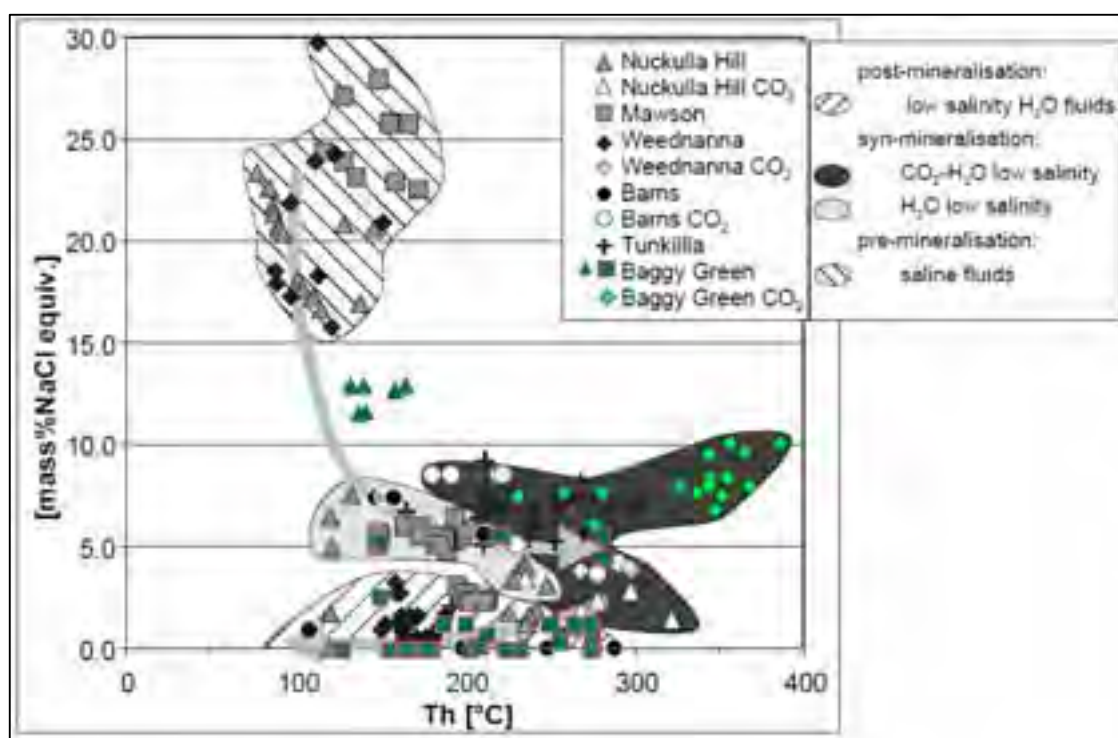 30.0
25.0
20.0
15.0
10.0
5.0
0.0
[mass%NaCl equiv.]
0
100
200
300
400
Th [°C]
Nuckulla Hill
Nuckulla Hill CO₂
Mawson
Weednanna
Weednanna CO₂
Barns
Barns CO₂
Tunkillia
Baggy Green
Baggy Green CO₂
post-mineralisation:
low salinity H₂O fluids
syn-mineralisation:
CO₂-H₂O low salinity
H₂O low salinity
pre-mineralisation:
saline fluids